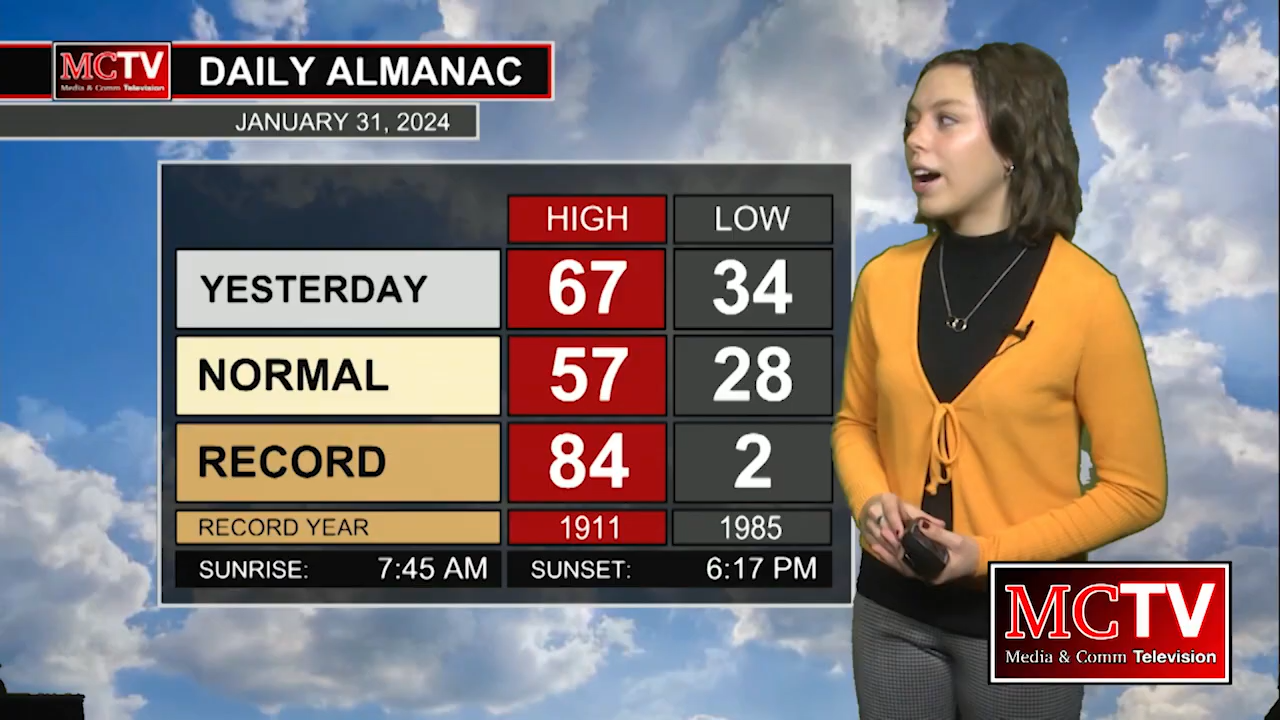 MCTV
Media & Comm Television
DAILY ALMANAC
JANUARY 31, 2024
HIGH LOW
YESTERDAY 67 34
NORMAL 57 28
RECORD 84 2
RECORD YEAR 1911 1985
SUNRISE: 7:45 AM SUNSET: 6:17 PM
MCTV
Media & Comm Television